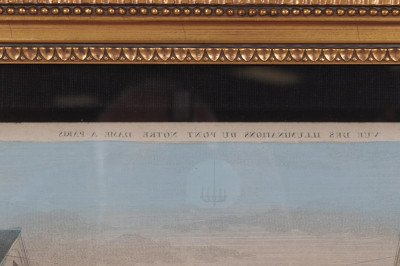 VUE DES ILLUMINATIONS DU PONT NOTRE DAME A PARIS